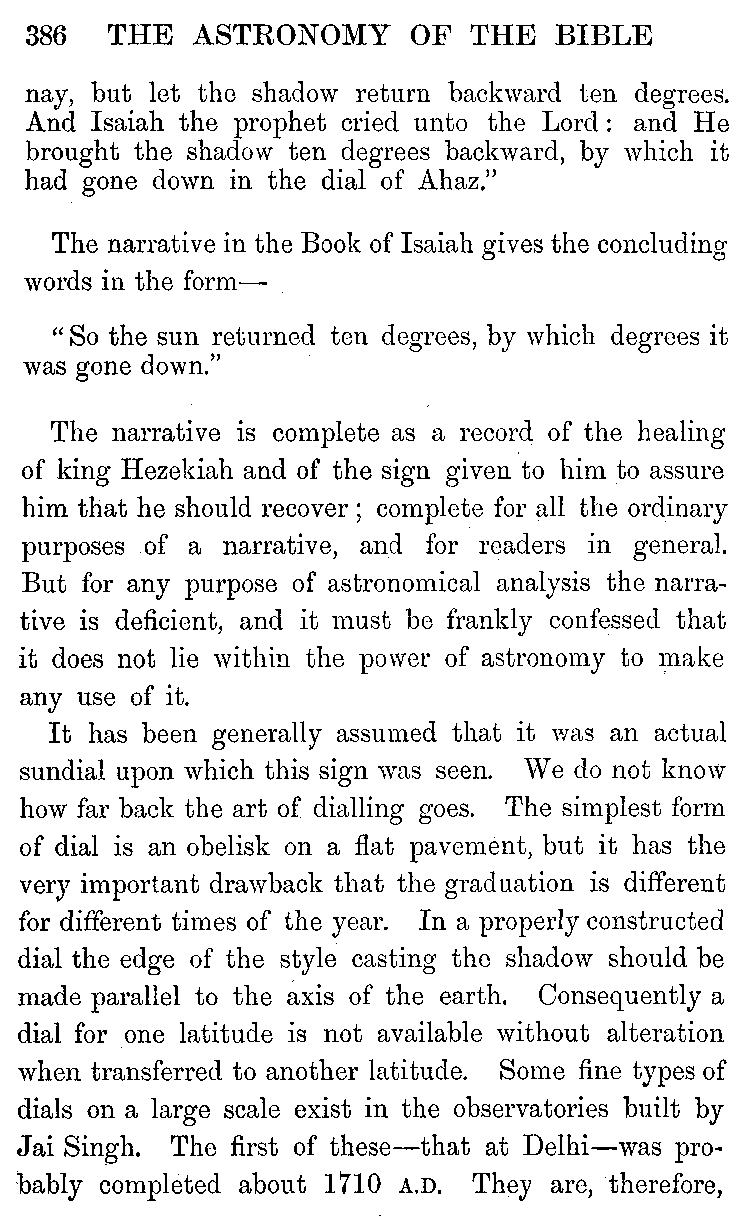 386 THE ASTRONOMY OF THE BIBLE
nay, but let the shadow return backward ten degrees.
And Isaiah the prophet cried unto the Lord : and He
brought the shadow ten degrees backward, by which it
had gone down in the dial of Ahaz.”
The narrative in the Book of Isaiah gives the concluding
words in the form—
“ So the sun returned ten degrees, by which degrees it
was gone down.”
The narrative is complete as a record of the healing
of king Hezekiah and of the sign given to him to assure
him that he should recover ; complete for all the ordinary
purposes of a narrative, and for readers in general.
But for any purpose of astronomical analysis the narra-
tive is deficient, and it must be frankly confessed that
it does not lie within the power of astronomy to make
any use of it.
It has been generally assumed that it was an actual
sundial upon which this sign was seen. We do not know
how far back the art of dialling goes. The simplest form
of dial is an obelisk on a flat pavement, but it has the
very important drawback that the graduation is different
for different times of the year. In a properly constructed
dial the edge of the style casting the shadow should be
made parallel to the axis of the earth. Consequently a
dial for one latitude is not available without alteration
when transferred to another latitude. Some fine types of
dials on a large scale exist in the observatories built by
Jai Singh. The first of these—that at Delhi—was pro-
bably completed about 1710 A.D. They are, therefore,